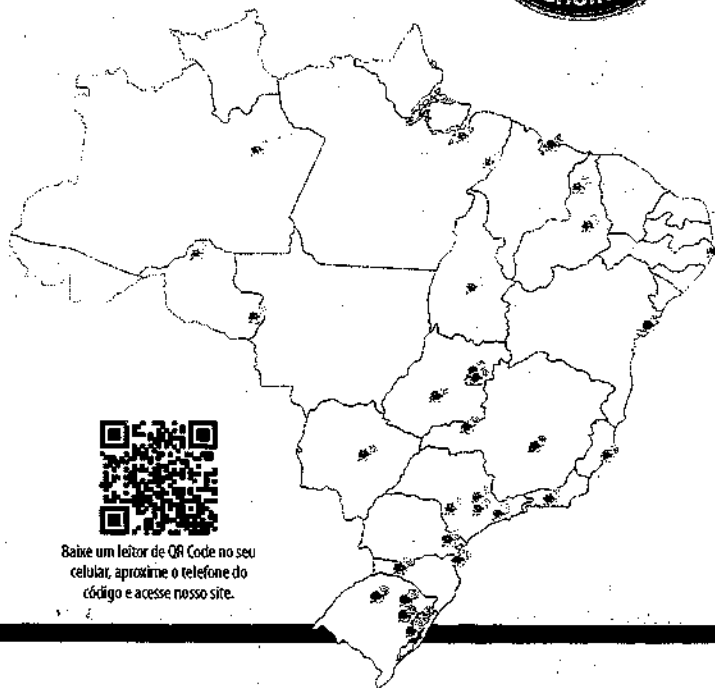 Baixe um leitor de QR Code no seu
celular, aproxime o telefone do
código e acesse nosso site.